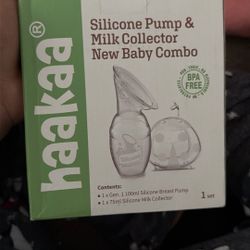 haakaa®
Silicone Pump &
Milk Collector
New Baby Combo
BPA
FREE
Contents:
• 1 x Gen. 1 100ml Silicone Breast Pump
• 1 x 75ml Silicone Milk Collector
1 set